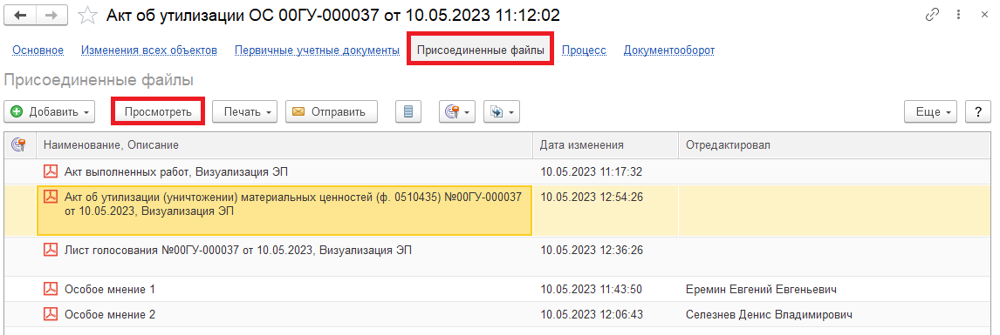 Акт об утилизации ОС 00ГУ-000037 от 10.05.2023 11:12:02
Основное Изменения всех объектов Первичные учетные документы Присоединенные файлы Процесс Документооборот
Присоединенные файлы
Добавить Просмотреть Печать Отправить Еще ?
Наименование, Описание Дата изменения Отредактировал
Акт выполненных работ, Визуализация ЭП 10.05.2023 11:17:32
Акт об утилизации (уничтожении) материальных ценностей (ф. 0510435) №00ГУ-000037 10.05.2023 12:54:26
от 10.05.2023, Визуализация ЭП
Лист голосования №00ГУ-000037 от 10.05.2023, Визуализация ЭП 10.05.2023 12:36:26
Особое мнение 1 10.05.2023 11:43:50 Еремин Евгений Евгеньевич
Особое мнение 2 10.05.2023 12:06:43 Селезнев Денис Владимирович